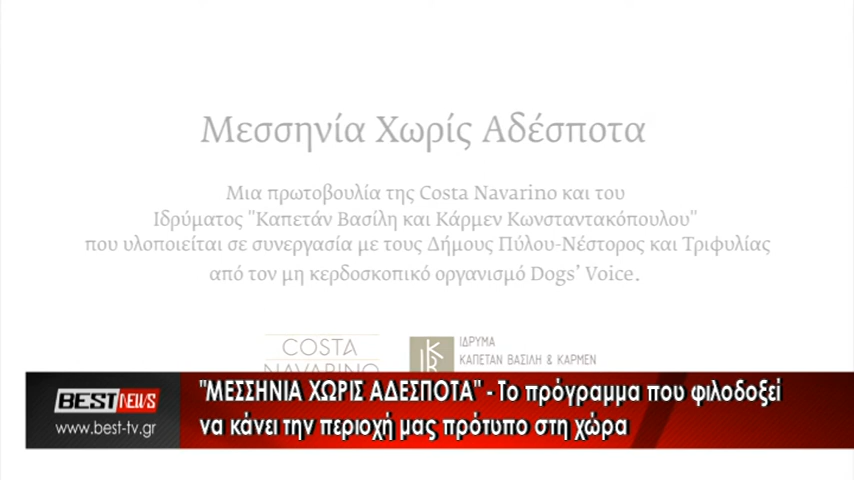 Μεσσηνία Χωρίς Αδέσποτα
Μια πρωτοβουλία της Costa Navarino και του
Ιδρύματος "Καπετάν Βασίλη και Κάρμεν Κωνσταντακόπουλου"
που υλοποιείται σε συνεργασία με τους Δήμους Πύλου-Νέστορος και Τριφυλίας
από τον μη κερδοσκοπικό οργανισμό Dogs’ Voice.
COSTA
NAVARINO
ΙΔΡΥΜΑ
ΚΑΠΕΤΑΝ ΒΑΣΙΛΗ & ΚΑΡΜΕΝ
BEST NEWS
www.best-tv.gr
"ΜΕΣΣΗΝΙΑ ΧΩΡΙΣ ΑΔΕΣΠΟΤΑ" - Το πρόγραμμα που φιλοδοξεί
να κάνει την περιοχή μας πρότυπο στη χώρα